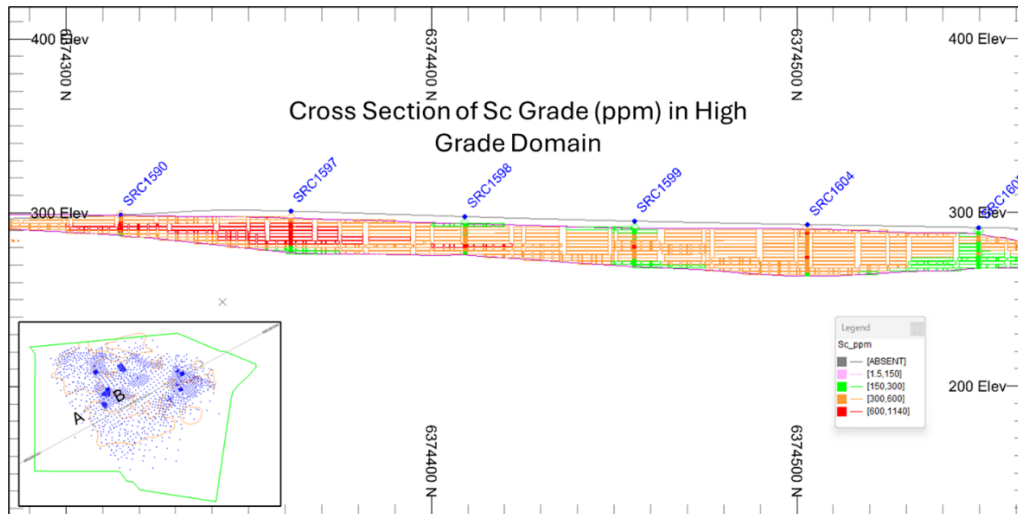 400 Elev
6374300 N
6374400 N
6374500 N
400 Elev
Cross Section of Sc Grade (ppm) in High
Grade Domain
SRC1590
SRC1597
SRC1598
SRC1599
SRC1604
300 Elev
300 Elev
A
B
Legend
Sc_ppm
[ABSENT]
[1.5,150]
[150,300]
[300,600]
[600,1140]
200 Elev
6374400 N
6374500 N